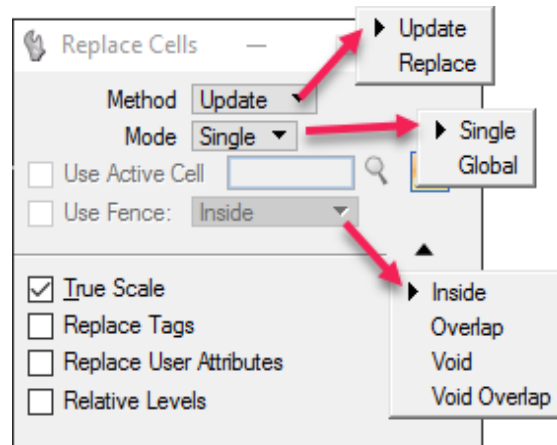 Replace Cells
Update
Replace
Method Update
Mode Single
Single
Global
Use Active Cell
Use Fence: Inside
True Scale
Replace Tags
Replace User Attributes
Relative Levels
Inside
Overlap
Void
Void Overlap